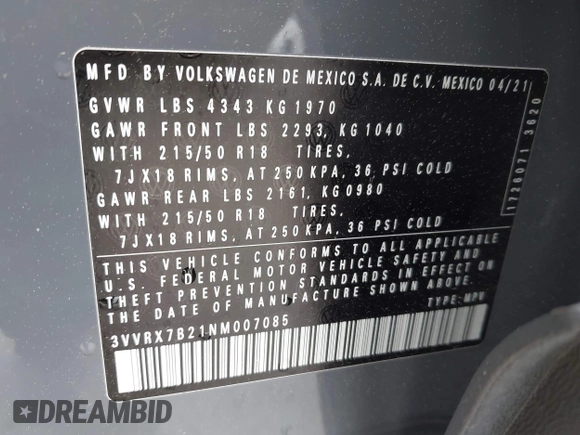 MFD BY VOLKSWAGEN DE MEXICO S.A. DE C.V. MEXICO 04/21
GVWR LBS 4343 KG 1970
GAWR FRONT LBS 2293, KG 1040
WITH 215/50 R18 TIRES,
7JX18 RIMS, AT 250 KPA, 36 PSI COLD
GAWR REAR LBS 2161, KG 0980
WITH 215/50 R18 TIRES,
7JX18 RIMS, AT 250 KPA, 36 PSI COLD
THIS VEHICLE CONFORMS TO ALL APPLICABLE
U.S. FEDERAL MOTOR VEHICLE SAFETY AND
THEFT PREVENTION STANDARDS IN EFFECT ON
THE DATE OF MANUFACTURE SHOWN ABOVE.
3VVRX7B21NM007085 TYPE: MPV
1720071 3620
DREAMBID